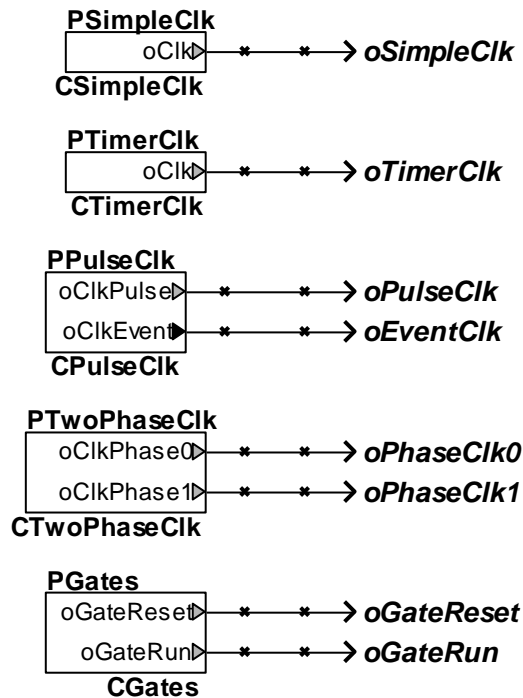 PSimpleClk
oClk oSimpleClk
CSimpleClk
PTimerClk
oClk oTimerClk
CTimerClk
PPulseClk
oClkPulse oPulseClk
oClkEvent oEventClk
CPulseClk
PTwoPhaseClk
oClkPhase0 oPhaseClk0
oClkPhase1 oPhaseClk1
CTwoPhaseClk
PGates
oGateReset oGateReset
oGateRun oGateRun
CGates